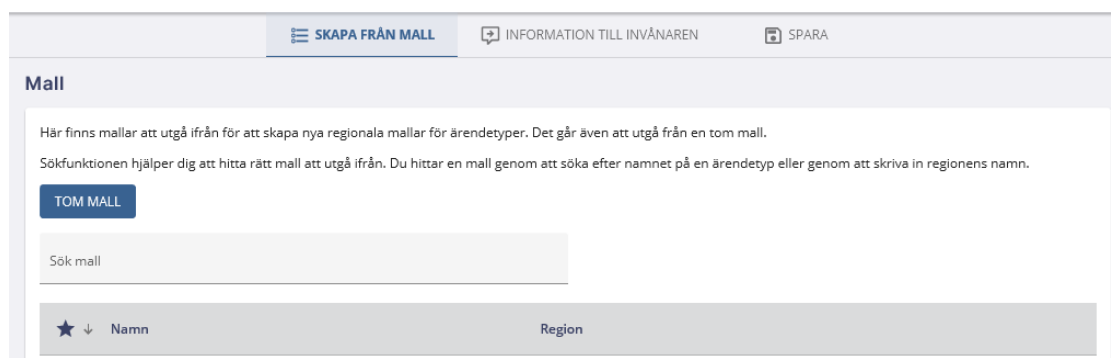 SKAPA FRÅN MALL
INFORMATION TILL INVÅNAREN
SPARA
Mall
Här finns mallar att utgå ifrån för att skapa nya regionala mallar för ärendetyper. Det går även att utgå från en tom mall.
Sökfunktionen hjälper dig att hitta rätt mall att utgå ifrån. Du hittar en mall genom att söka efter namnet på en ärendetyp eller genom att skriva in regionens namn.
TOM MALL
Sök mall
Namn
Region